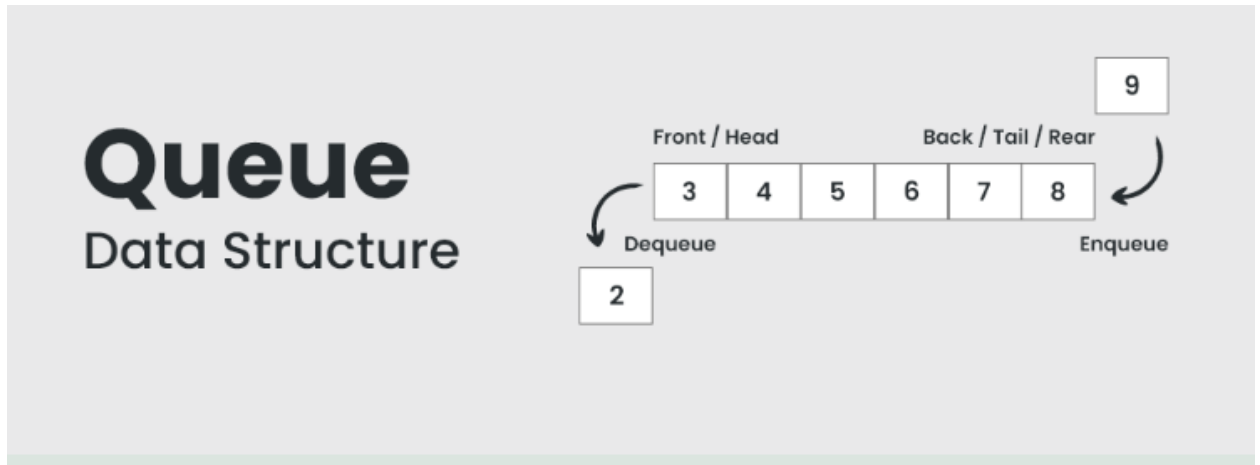 Queue
Data Structure
9
Front / Head
Back / Tail / Rear
3 4 5 6 7 8
Dequeue
Enqueue
2